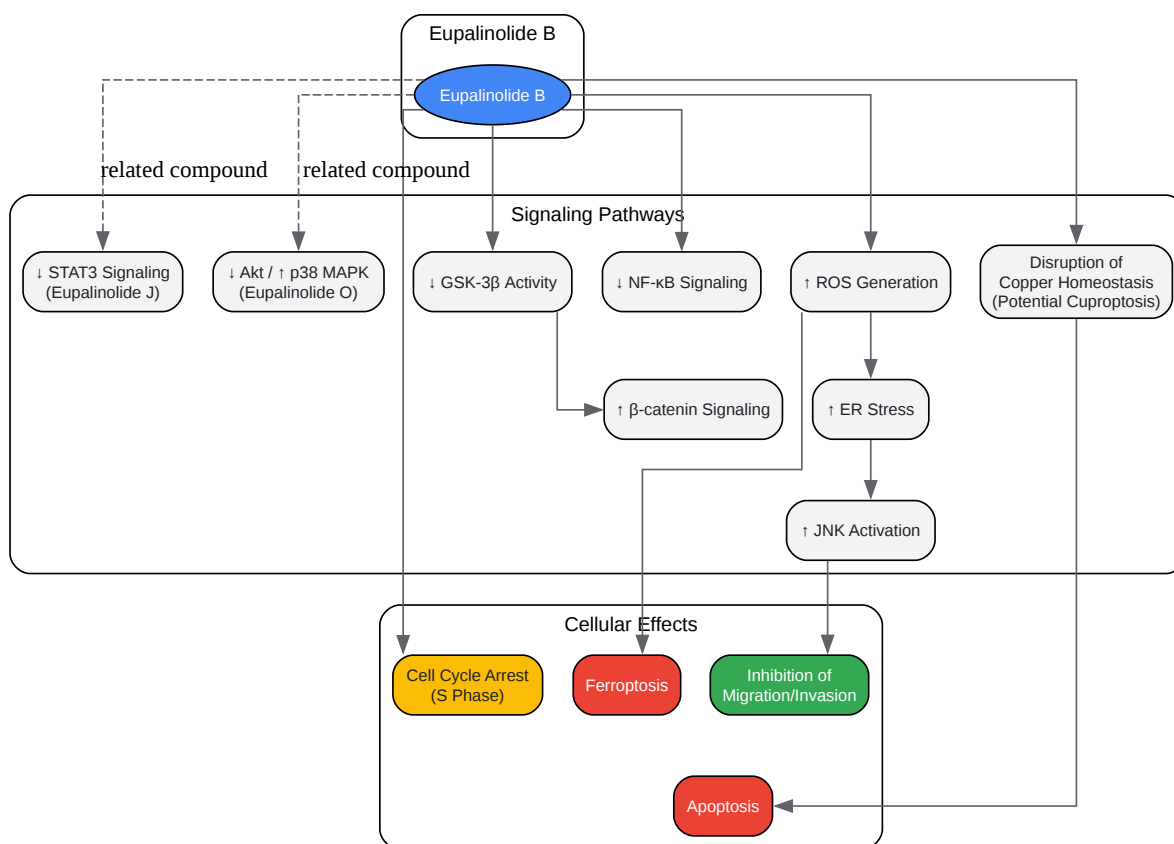 Eupalinolide B
Eupalinolide B
related compound
related compound
Signaling Pathways
↓ STAT3 Signaling
(Eupalinolide J)
↓ Akt / ↑ p38 MAPK
(Eupalinolide O)
↓ GSK-3β Activity
↓ NF-κB Signaling
↑ ROS Generation
Disruption of
Copper Homeostasis
(Potential Cuproptosis)
↑ β-catenin Signaling
↑ ER Stress
↑ JNK Activation
Cellular Effects
Cell Cycle Arrest
(S Phase)
Ferroptosis
Inhibition of
Migration/Invasion
Apoptosis